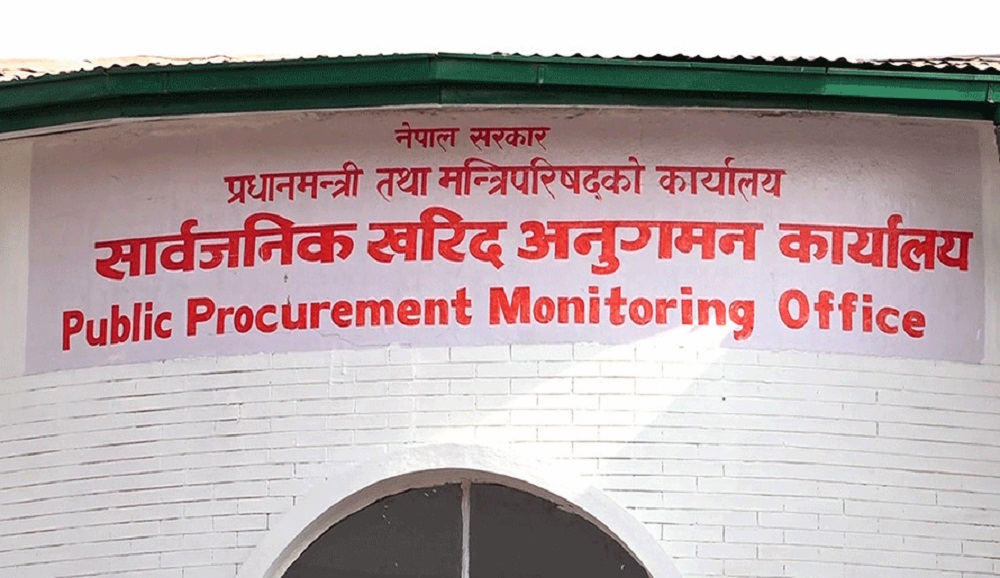 नेपाल सरकार
प्रधानमन्त्री तथा मन्त्रिपरिषद्को कार्यालय
सार्वजनिक खरिद अनुगमन कार्यालय
Public Procurement Monitoring Office